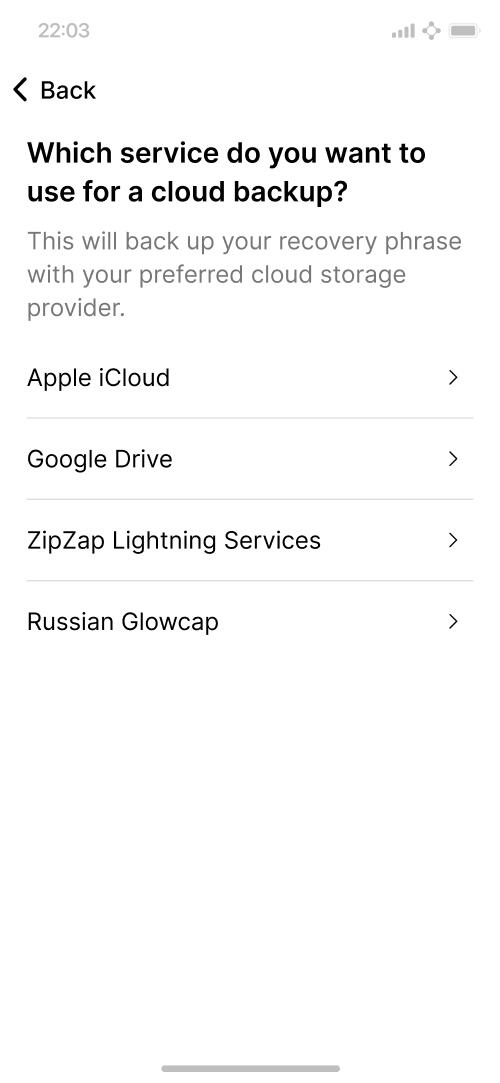 22:03
Back
Which service do you want to
use for a cloud backup?
This will back up your recovery phrase
with your preferred cloud storage
provider.
Apple iCloud
Google Drive
ZipZap Lightning Services
Russian Glowcap